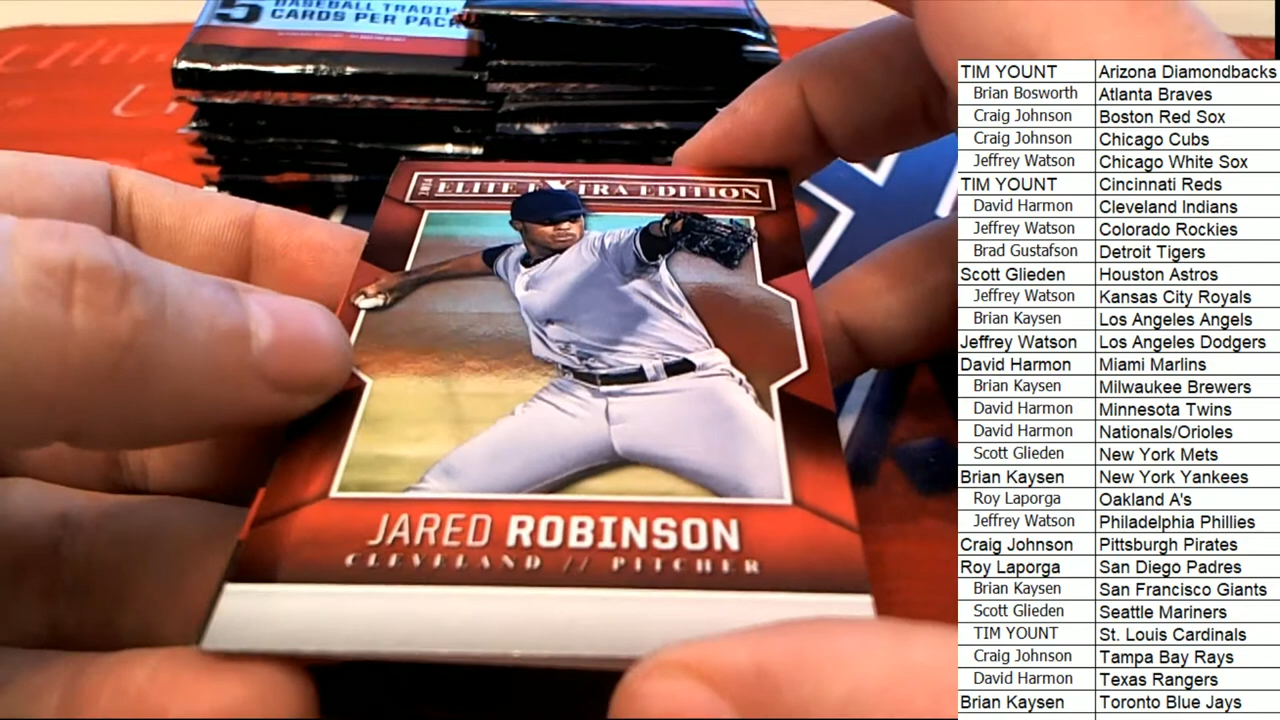 5 BASEBALL TRADING
CARDS PER PACK
2014 ELITE EXTRA EDITION
JARED ROBINSON
CLEVELAND // PITCHER
TIM YOUNT Arizona Diamondbacks
Brian Bosworth Atlanta Braves
Craig Johnson Boston Red Sox
Craig Johnson Chicago Cubs
Jeffrey Watson Chicago White Sox
TIM YOUNT Cincinnati Reds
David Harmon Cleveland Indians
Jeffrey Watson Colorado Rockies
Brad Gustafson Detroit Tigers
Scott Glieden Houston Astros
Jeffrey Watson Kansas City Royals
Brian Kaysen Los Angeles Angels
Jeffrey Watson Los Angeles Dodgers
David Harmon Miami Marlins
Brian Kaysen Milwaukee Brewers
David Harmon Minnesota Twins
David Harmon Nationals/Orioles
Scott Glieden New York Mets
Brian Kaysen New York Yankees
Roy Laporga Oakland A's
Jeffrey Watson Philadelphia Phillies
Craig Johnson Pittsburgh Pirates
Roy Laporga San Diego Padres
Brian Kaysen San Francisco Giants
Scott Glieden Seattle Mariners
TIM YOUNT St. Louis Cardinals
Craig Johnson Tampa Bay Rays
David Harmon Texas Rangers
Brian Kaysen Toronto Blue Jays